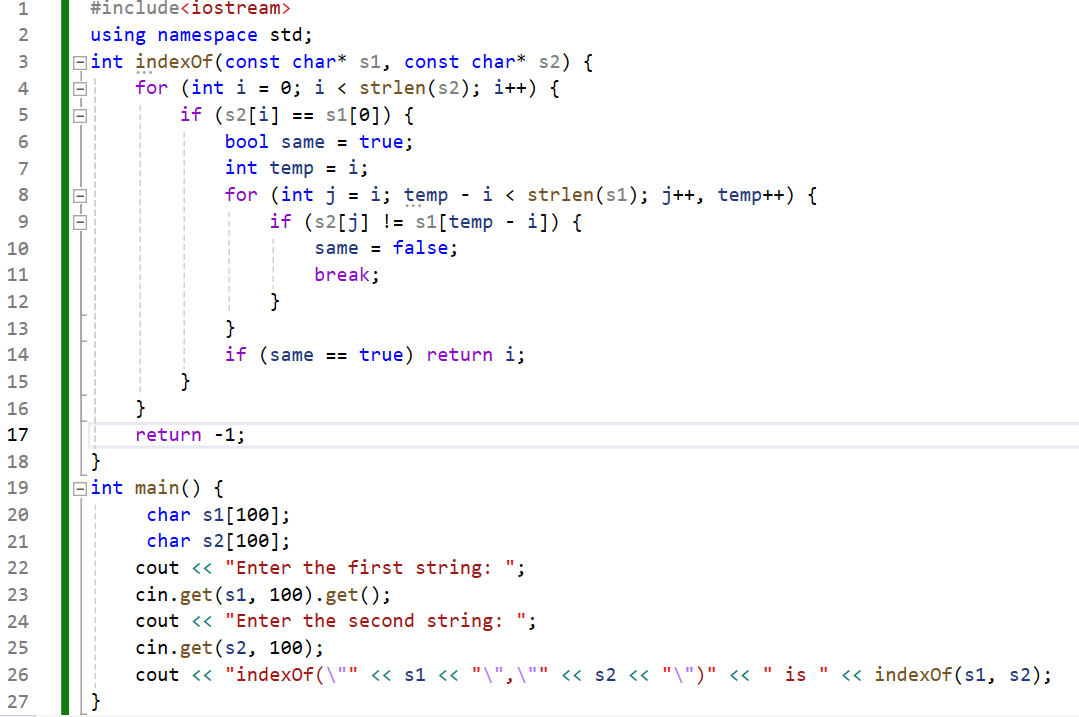 1 #include<iostream>
2 using namespace std;
3 int indexOf(const char* s1, const char* s2) {
4     for (int i = 0; i < strlen(s2); i++) {
5         if (s2[i] == s1[0]) {
6             bool same = true;
7             int temp = i;
8             for (int j = i; temp - i < strlen(s1); j++, temp++) {
9                 if (s2[j] != s1[temp - i]) {
10                     same = false;
11                     break;
12                 }
13             }
14             if (same == true) return i;
15         }
16     }
17     return -1;
18 }
19 int main() {
20      char s1[100];
21      char s2[100];
22     cout << "Enter the first string: ";
23     cin.get(s1, 100).get();
24     cout << "Enter the second string: ";
25     cin.get(s2, 100);
26     cout << "indexOf(\"" << s1 << "\",\"" << s2 << "\")" << " is " << indexOf(s1, s2);
27 }